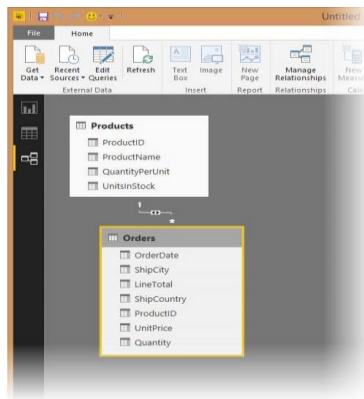 Untitled
File Home
Get Data Recent Sources Edit Queries Refresh Text Box Image New Page Manage Relationships New
External Data Insert Report Relationships
Products
ProductID
ProductName
QuantityPerUnit
UnitsInStock
1
*
Orders
OrderDate
ShipCity
LineTotal
ShipCountry
ProductID
UnitPrice
Quantity